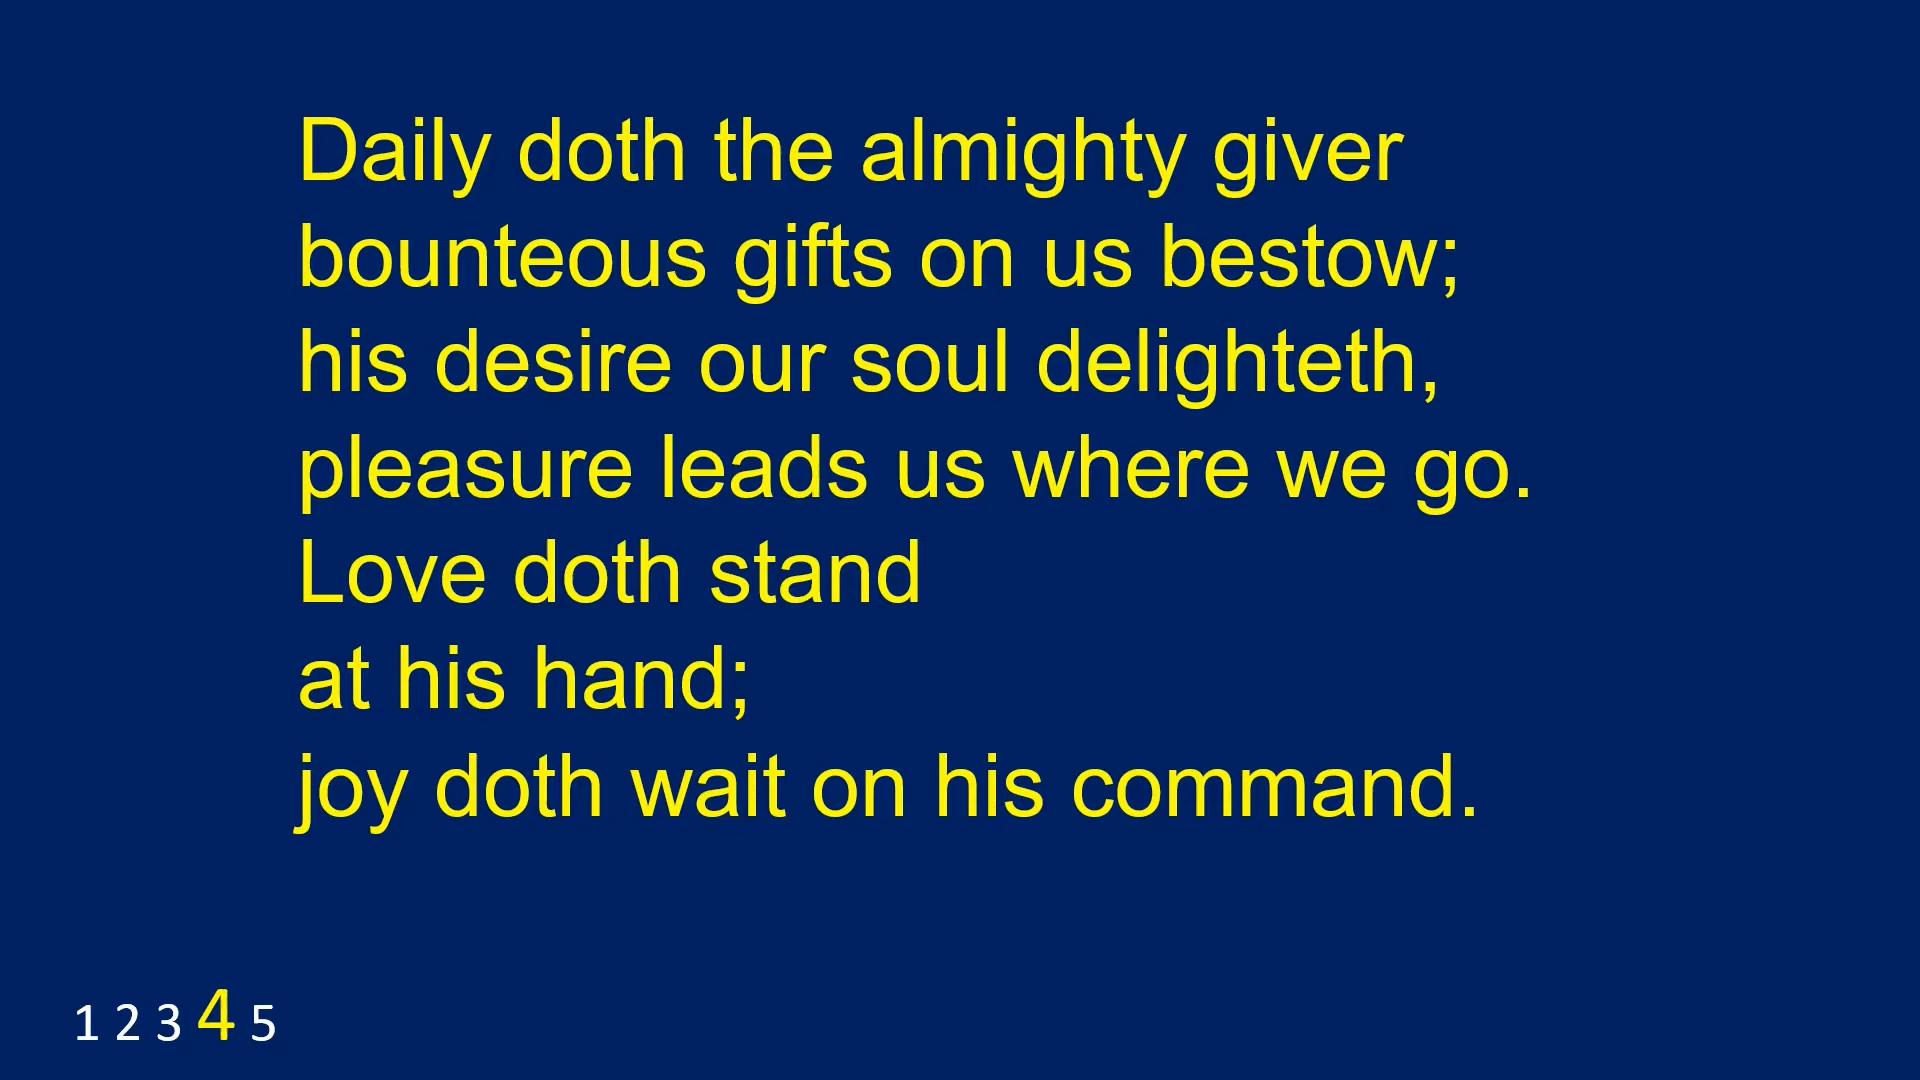 Daily doth the almighty giver
bounteous gifts on us bestow;
his desire our soul delighteth,
pleasure leads us where we go.
Love doth stand
at his hand;
joy doth wait on his command.
1 2 3 4 5